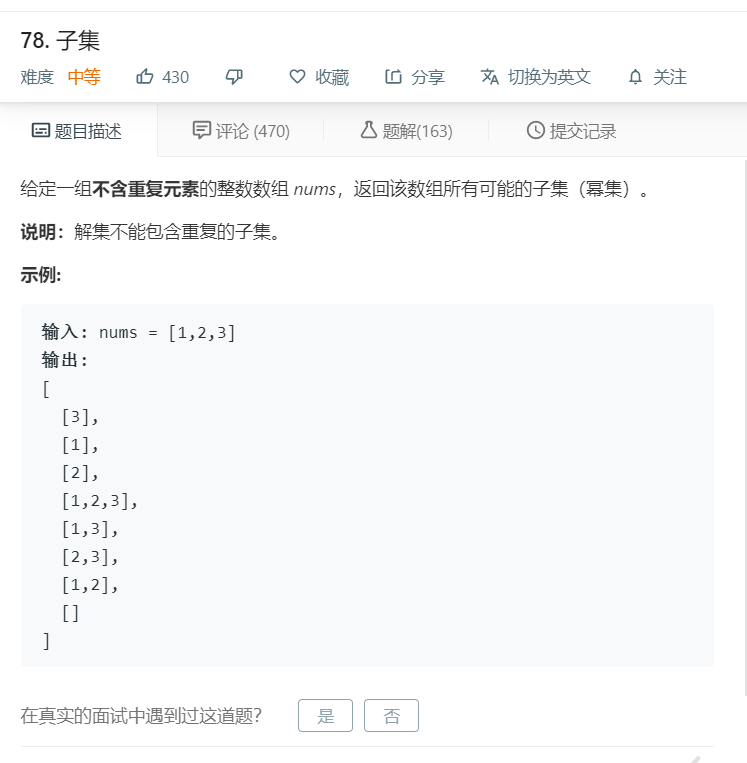 78. 子集
难度 中等 430 收藏 分享 切换为英文 关注
题目描述 评论 (470) 题解(163) 提交记录
给定一组不含重复元素的整数数组 nums，返回该数组所有可能的子集（幂集）。
说明：解集不能包含重复的子集。
示例:
输入: nums = [1,2,3]
输出:
[
  [3],
  [1],
  [2],
  [1,2,3],
  [1,3],
  [2,3],
  [1,2],
  []
]
在真实的面试中遇到过这道题? 是 否